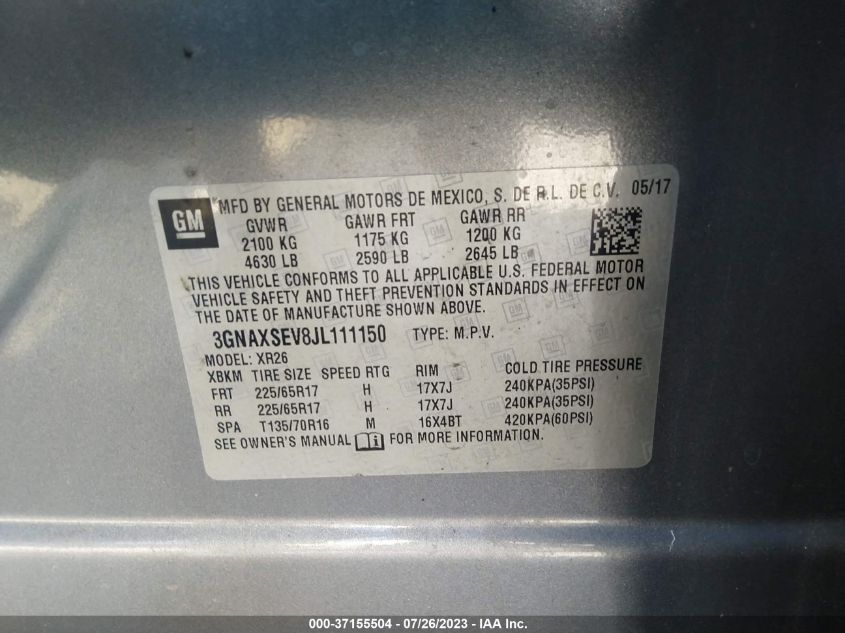 GM
MFD BY GENERAL MOTORS DE MEXICO, S. DE R.L. DE C.V. 05/17
GVWR GAWR FRT GAWR RR
2100 KG 1175 KG 1200 KG
4630 LB 2590 LB 2645 LB
THIS VEHICLE CONFORMS TO ALL APPLICABLE U.S. FEDERAL MOTOR
VEHICLE SAFETY AND THEFT PREVENTION STANDARDS IN EFFECT ON
THE DATE OF MANUFACTURE SHOWN ABOVE.
3GNAXSEV8JL111150 TYPE: M.P.V.
MODEL: XR26
XBKM TIRE SIZE SPEED RTG RIM COLD TIRE PRESSURE
FRT 225/65R17 H 17X7J 240KPA(35PSI)
RR 225/65R17 H 17X7J 240KPA(35PSI)
SPA T135/70R16 M 16X4BT 420KPA(60PSI)
SEE OWNER'S MANUAL FOR MORE INFORMATION.
000-37155504 - 07/26/2023 - IAA Inc.